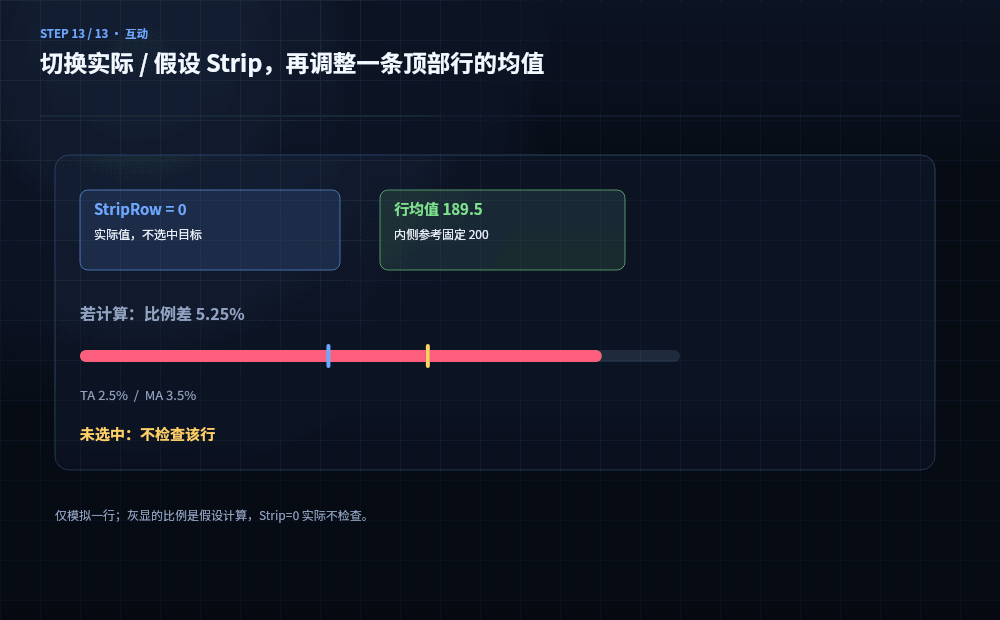 STEP 13 / 13 · 互动
切换实际 / 假设 Strip，再调整一条顶部行的均值
StripRow = 0
实际值，不选中目标
行均值 189.5
内侧参考固定 200
若计算：比例差 5.25%
TA 2.5% / MA 3.5%
未选中：不检查该行
仅模拟一行；灰显的比例是假设计算，Strip=0 实际不检查。